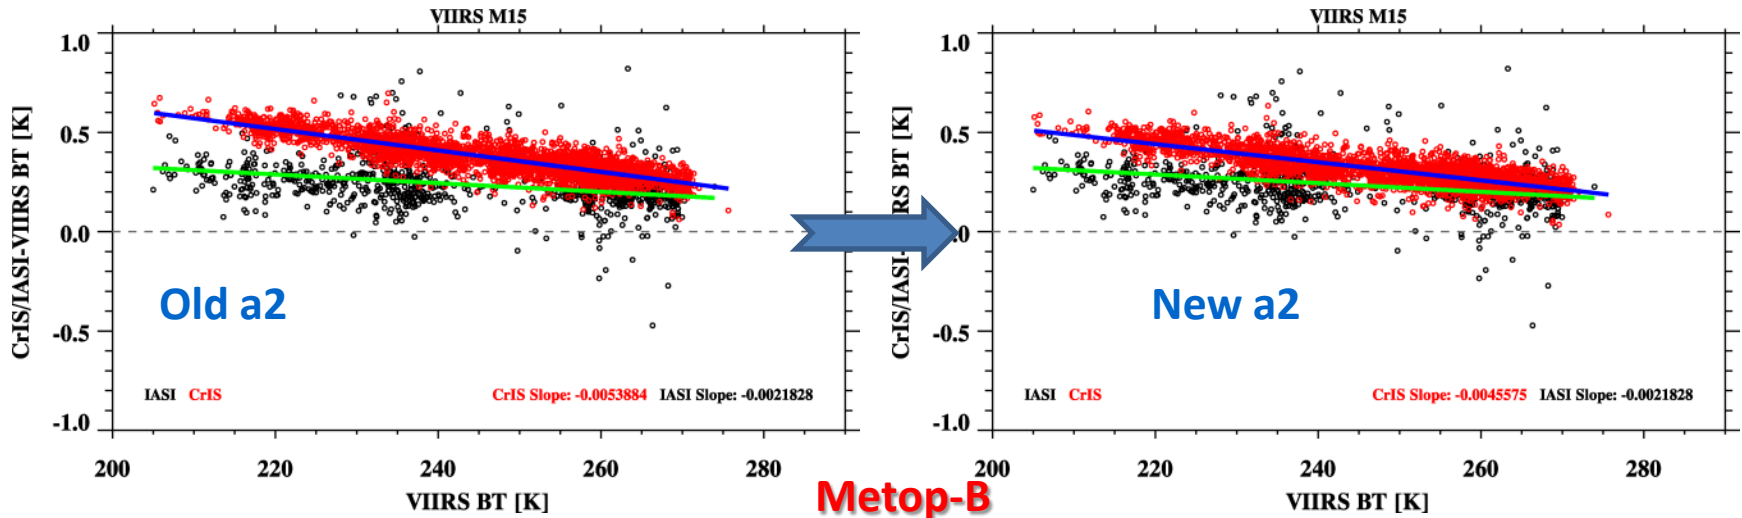 VIIRS M15
1.0
0.5
0.0
-0.5
-1.0
CrIS/IASI-VIIRS BT [K]
Old a2
IASI CrIS
CrIS Slope: -0.0053884 IASI Slope: -0.0021828
200 220 240 260 280
VIIRS BT [K]
VIIRS M15
1.0
0.5
.0
-0.5
-1.0
CrIS/IASI- RS BT [K]
New a2
IASI CrIS
CrIS Slope: -0.0045575 IASI Slope: -0.0021828
200 220 240 260 280
VIIRS BT [K]
Metop-B